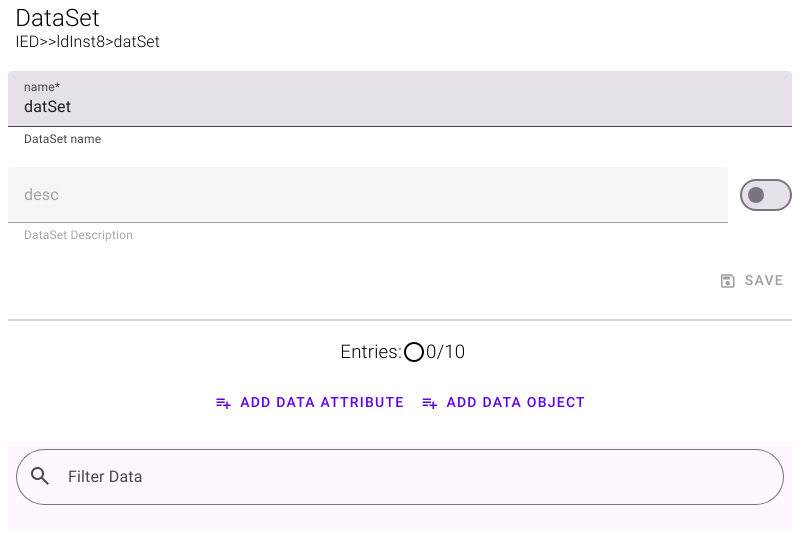 DataSet
IED>>ldInst8>datSet
name*
datSet
DataSet name
desc
DataSet Description
SAVE
Entries: 0/10
ADD DATA ATTRIBUTE ADD DATA OBJECT
Filter Data